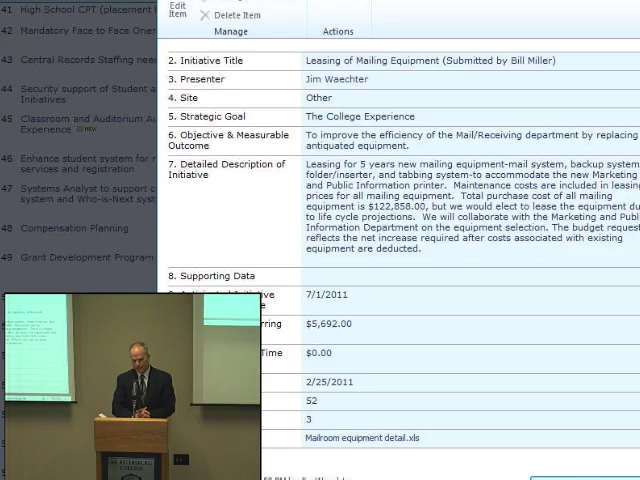 41 High School CPT (placement
42 Mandatory Face to Face Orien
43 Central Records Staffing nee
44 Security support of Student a
Initiatives
45 Classroom and Auditorium Au
Experience NEW
46 Enhance student system for r
services and registration
47 Systems Analyst to support c
system and Who-is-Next syst
48 Compensation Planning
49 Grant Development Program
Edit
Item
Delete Item
Manage
Actions
2. Initiative Title Leasing of Mailing Equipment (Submitted by Bill Miller)
3. Presenter Jim Waechter
4. Site Other
5. Strategic Goal The College Experience
6. Objective & Measurable
Outcome
To improve the efficiency of the Mail/Receiving department by replacing
antiquated equipment.
7. Detailed Description of
Initiative
Leasing for 5 years new mailing equipment-mail system, backup system
folder/inserter, and tabbing system-to accommodate the new Marketing
and Public Information printer. Maintenance costs are included in leasing
prices for all mailing equipment. Total purchase cost of all mailing
equipment is $122,858.00, but we would elect to lease the equipment du
to life cycle projections. We will collaborate with the Marketing and Publ
Information Department on the equipment selection. The budget request
reflects the net increase required after costs associated with existing
equipment are deducted.
8. Supporting Data
7/1/2011
rring $5,692.00
Time $0.00
2/25/2011
52
3
Mailroom equipment detail.xls
ST. PETERSBURG
COLLEGE